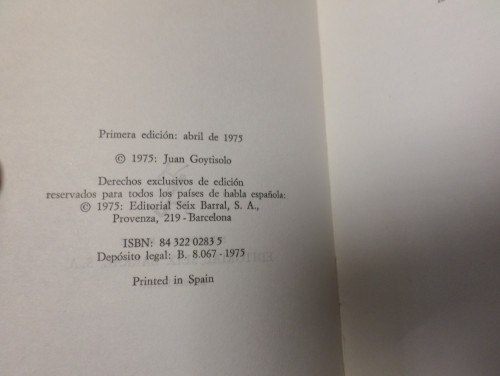 Primera edición: abril de 1975
© 1975: Juan Goytisolo
Derechos exclusivos de edición
reservados para todos los países de habla española:
© 1975: Editorial Seix Barral, S. A.,
Provenza, 219 - Barcelona
ISBN: 84 322 0283 5
Depósito legal: B. 8.067 - 1975
Printed in Spain